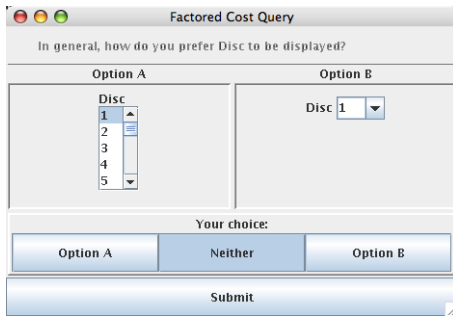 Factored Cost Query
In general, how do you prefer Disc to be displayed?
Option A
Option B
Disc
1
2
3
4
5
Disc 1
Your choice:
Option A Neither Option B
Submit